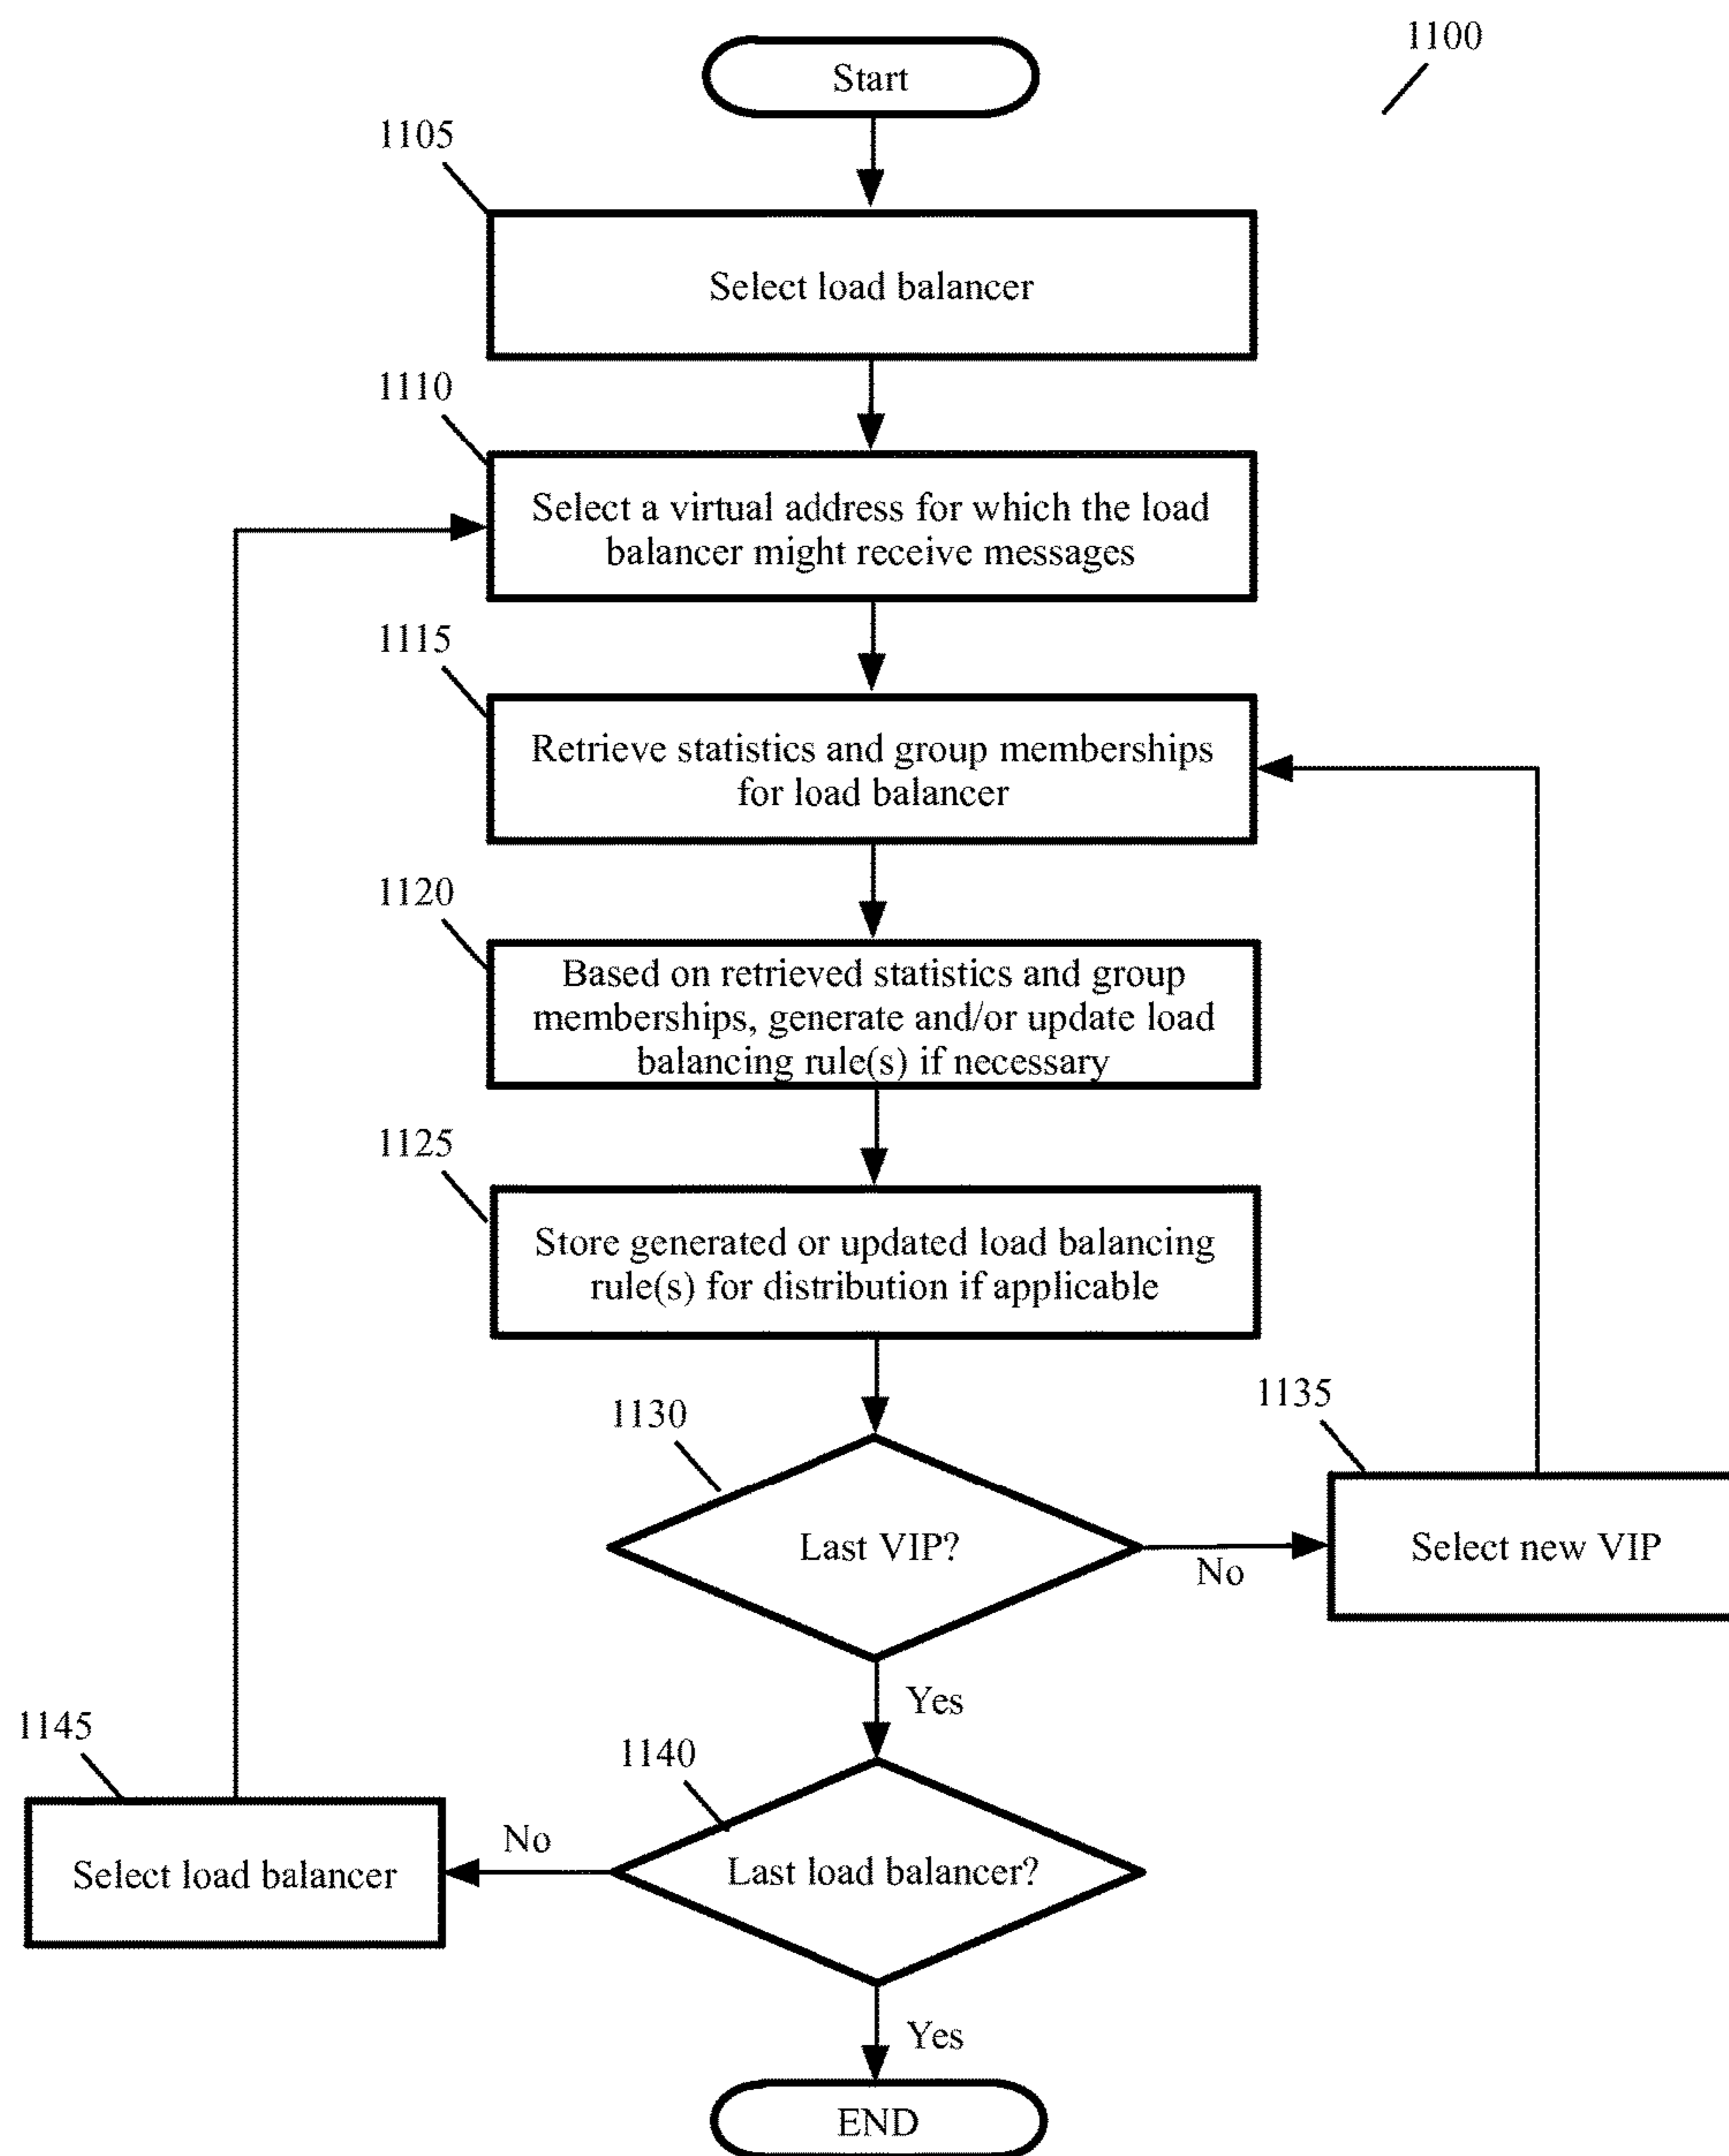 1100
Start
1105
Select load balancer
1110
Select a virtual address for which the load
balancer might receive messages
1115
Retrieve statistics and group memberships
for load balancer
1120
Based on retrieved statistics and group
memberships, generate and/or update load
balancing rule(s) if necessary
1125
Store generated or updated load balancing
rule(s) for distribution if applicable
1130
Last VIP?
No
1135
Select new VIP
Yes
1140
Last load balancer?
No
1145
Select load balancer
Yes
END